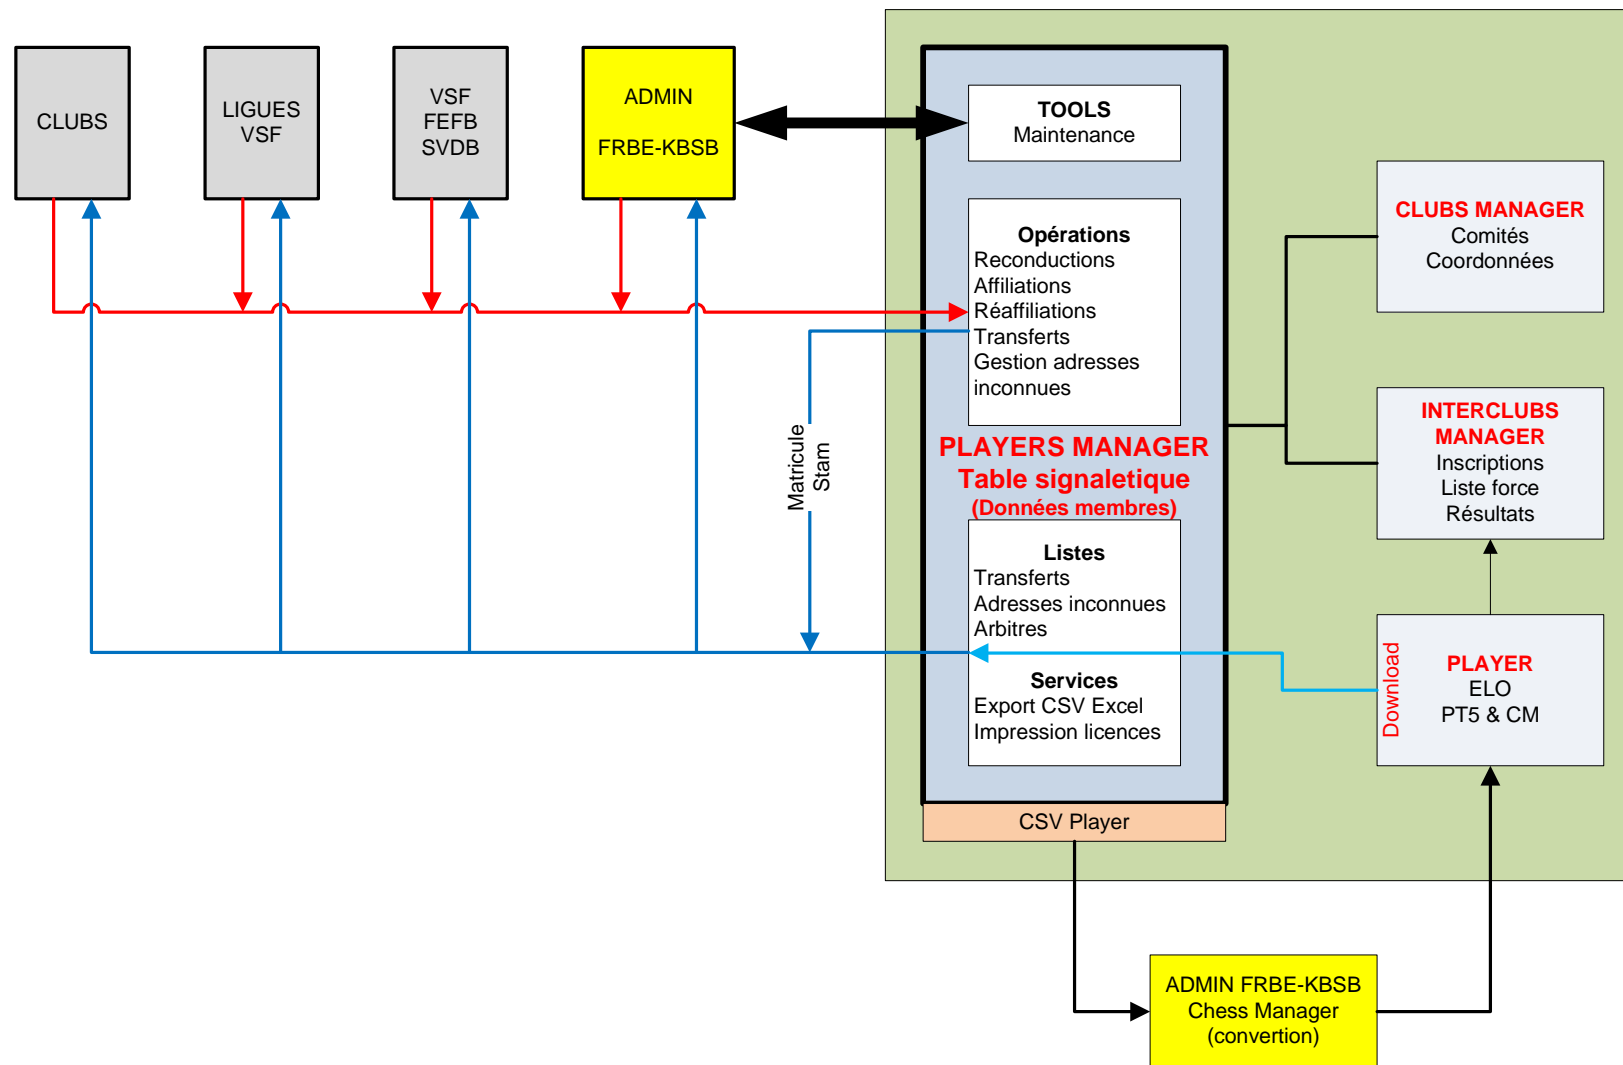 CLUBS
LIGUES
VSF
VSF
FEFB
SVDB
ADMIN
FRBE-KBSB
TOOLS
Maintenance
Opérations
Reconductions
Affiliations
Réaffiliations
Transferts
Gestion adresses
inconnues
Matricule
Stam
PLAYERS MANAGER
Table signaletique
(Données membres)
Listes
Transferts
Adresses inconnues
Arbitres
Services
Export CSV Excel
Impression licences
CSV Player
CLUBS MANAGER
Comités
Coordonnées
INTERCLUBS
MANAGER
Inscriptions
Liste force
Résultats
Download
PLAYER
ELO
PT5 & CM
ADMIN FRBE-KBSB
Chess Manager
(convertion)